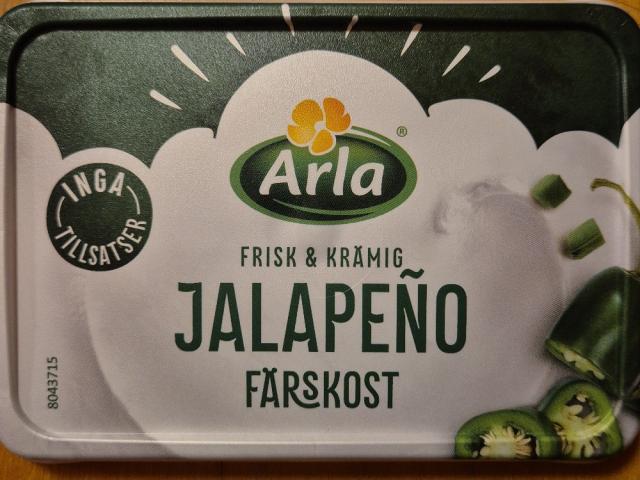 Arla®
INGA
TILLSATSER
FRISK & KRÄMIG
JALAPEÑO
FÄRSKOST
8043715